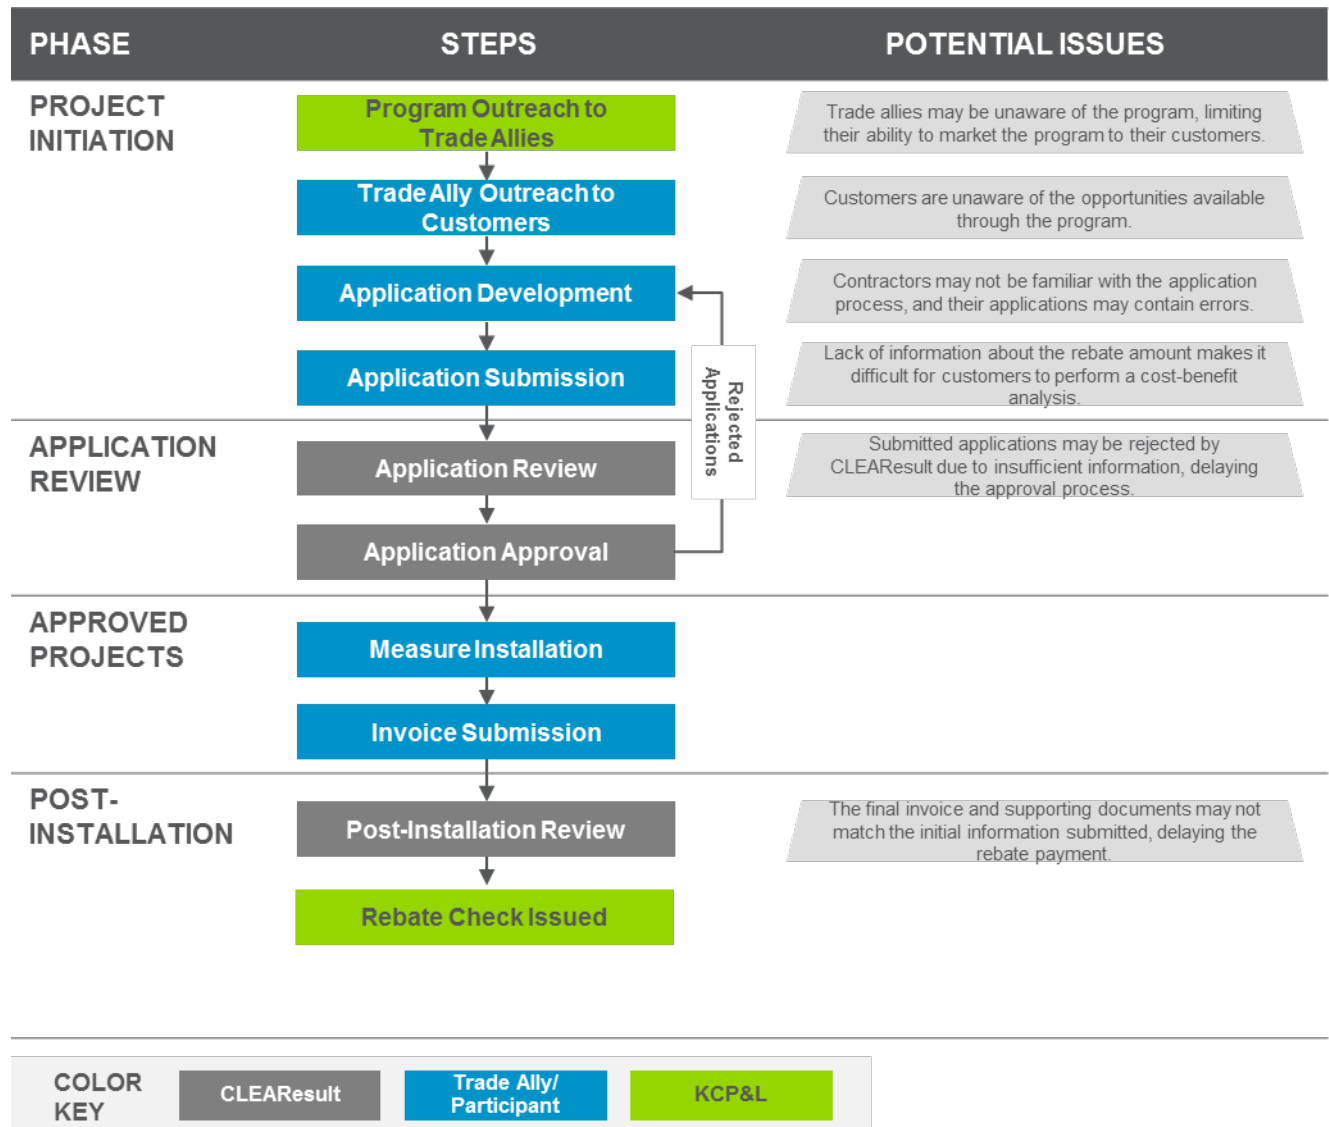 PHASE
STEPS
POTENTIAL ISSUES
PROJECT
INITIATION
Program Outreach to
Trade Allies
Trade allies may be unaware of the program, limiting
their ability to market the program to their customers.
Trade Ally Outreach to
Customers
Customers are unaware of the opportunities available
through the program.
Application Development
Contractors may not be familiar with the application
process, and their applications may contain errors.
Application Submission
Rejected
Applications
Lack of information about the rebate amount makes it
difficult for customers to perform a cost-benefit
analysis.
APPLICATION
REVIEW
Application Review
Submitted applications may be rejected by
CLEAResult due to insufficient information, delaying
the approval process.
Application Approval
APPROVED
PROJECTS
Measure Installation
Invoice Submission
POST-
INSTALLATION
Post-Installation Review
The final invoice and supporting documents may not
match the initial information submitted, delaying the
rebate payment.
Rebate Check Issued
COLOR
KEY
CLEAResult
Trade Ally/
Participant
KCP&L